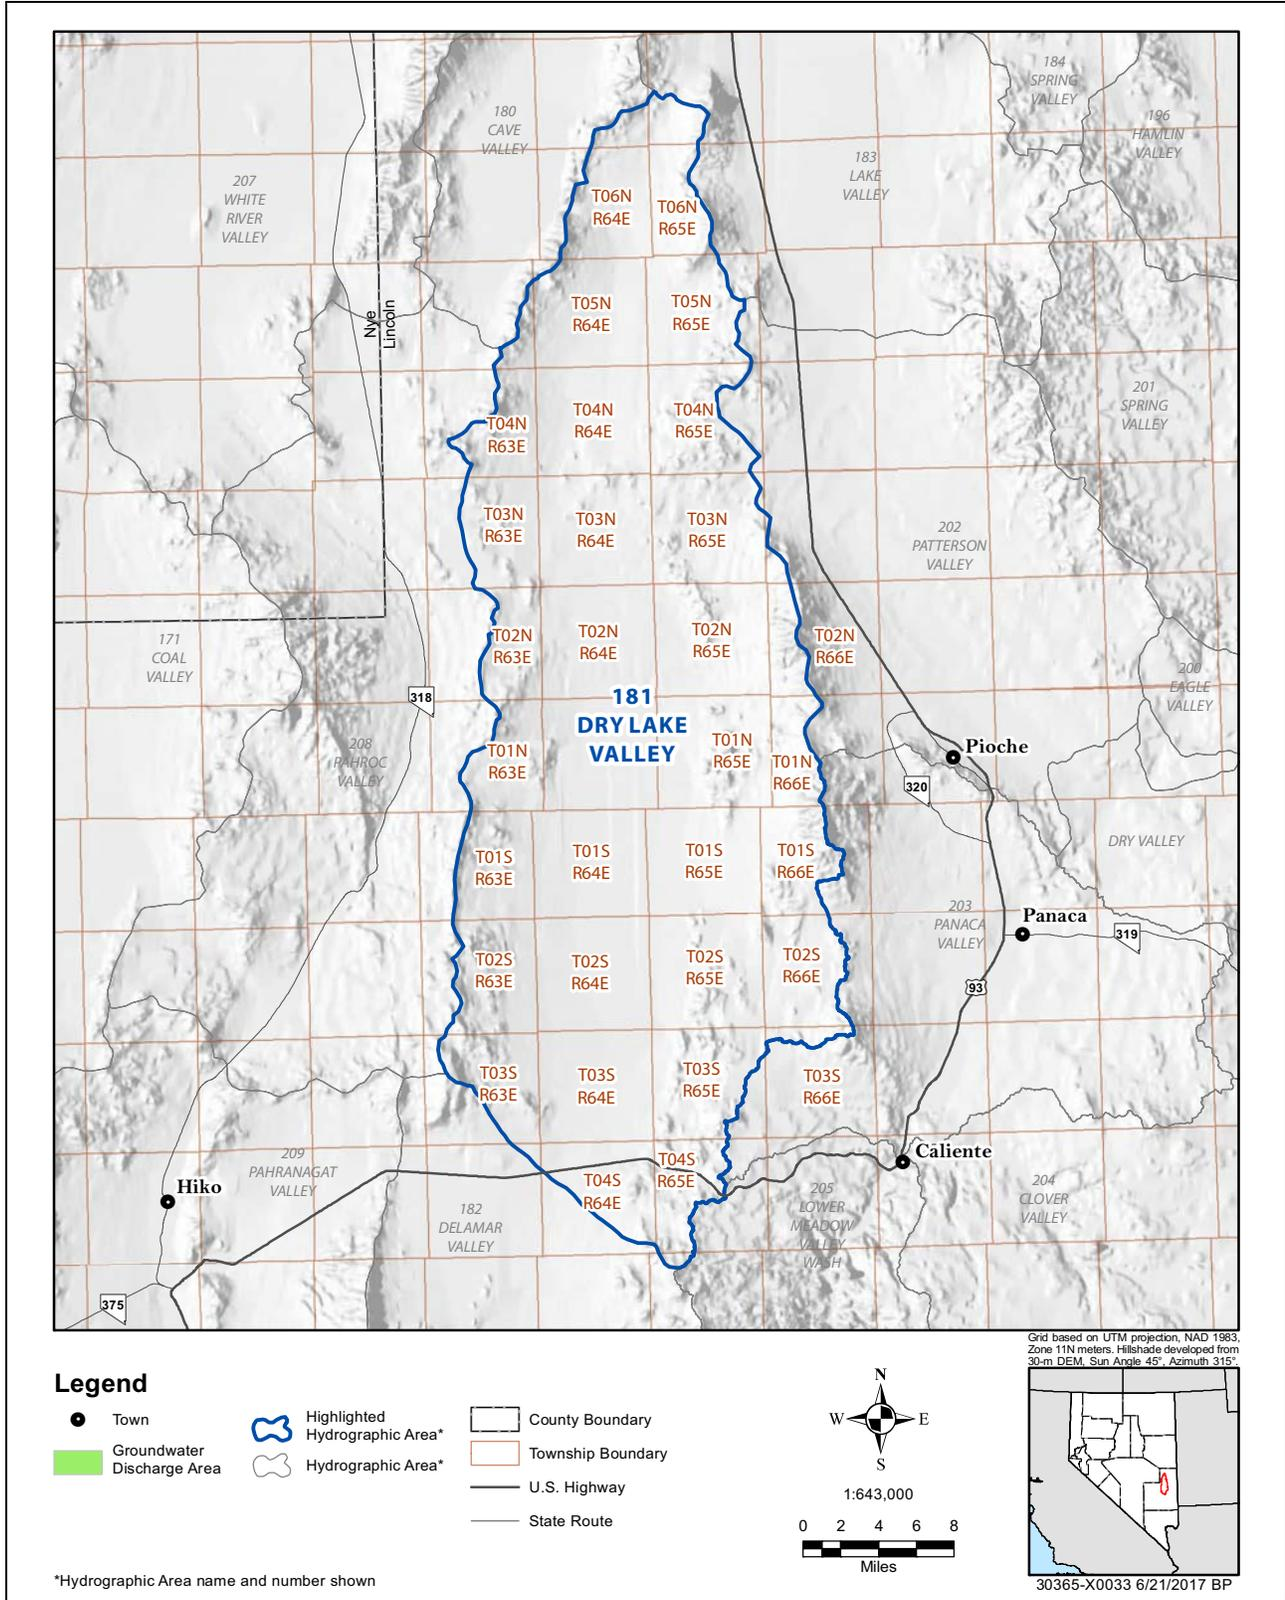 184
SPRING
VALLEY
180
CAVE
VALLEY
196
HAMLIN
VALLEY
183
LAKE
VALLEY
207
WHITE
RIVER
VALLEY
T06N
R64E
T06N
R65E
Nye
Lincoln
T05N
R64E
T05N
R65E
201
SPRING
VALLEY
T04N
R63E
T04N
R64E
T04N
R65E
T03N
R63E
T03N
R64E
T03N
R65E
202
PATTERSON
VALLEY
171
COAL
VALLEY
T02N
R63E
T02N
R64E
T02N
R65E
T02N
R66E
200
EAGLE
VALLEY
318
181
DRY LAKE
VALLEY
208
PAHROC
VALLEY
T01N
R63E
T01N
R65E
T01N
R66E
Pioche
320
T01S
R63E
T01S
R64E
T01S
R65E
T01S
R66E
DRY VALLEY
203
PANACA
VALLEY
Panaca
319
T02S
R63E
T02S
R64E
T02S
R65E
T02S
R66E
93
T03S
R63E
T03S
R64E
T03S
R65E
T03S
R66E
209
PAHRANAGAT
VALLEY
Hiko
T04S
R64E
T04S
R65E
Caliente
182
DELAMAR
VALLEY
205
LOWER
MEADOW
VALLEY
WASH
204
CLOVER
VALLEY
375
Grid based on UTM projection, NAD 1983,
Zone 11N meters. Hillshade developed from
30-m DEM, Sun Angle 45°, Azimuth 315°.
Legend
Town
Groundwater
Discharge Area
Highlighted
Hydrographic Area*
Hydrographic Area*
County Boundary
Township Boundary
U.S. Highway
State Route
N
W E
S
1:643,000
0 2 4 6 8
Miles
*Hydrographic Area name and number shown
30365-X0033 6/21/2017 BP